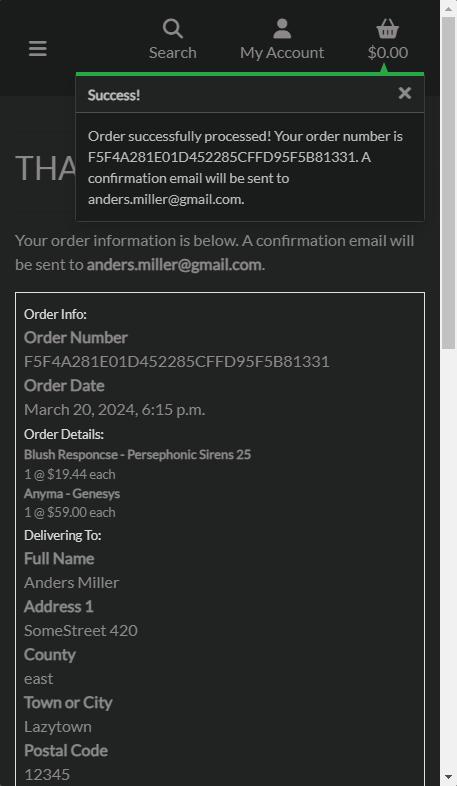 Search
My Account
$0.00
Success!
Order successfully processed! Your order number is
F5F4A281E01D452285CFFD95F5B81331. A
confirmation email will be sent to
anders.miller@gmail.com.
THA
Your order information is below. A confirmation email will
be sent to anders.miller@gmail.com.
Order Info:
Order Number
F5F4A281E01D452285CFFD95F5B81331
Order Date
March 20, 2024, 6:15 p.m.
Order Details:
Blush Responcse - Persephonic Sirens 25
1 @ $19.44 each
Anyma - Genesys
1 @ $59.00 each
Delivering To:
Full Name
Anders Miller
Address 1
SomeStreet 420
County
east
Town or City
Lazytown
Postal Code
12345